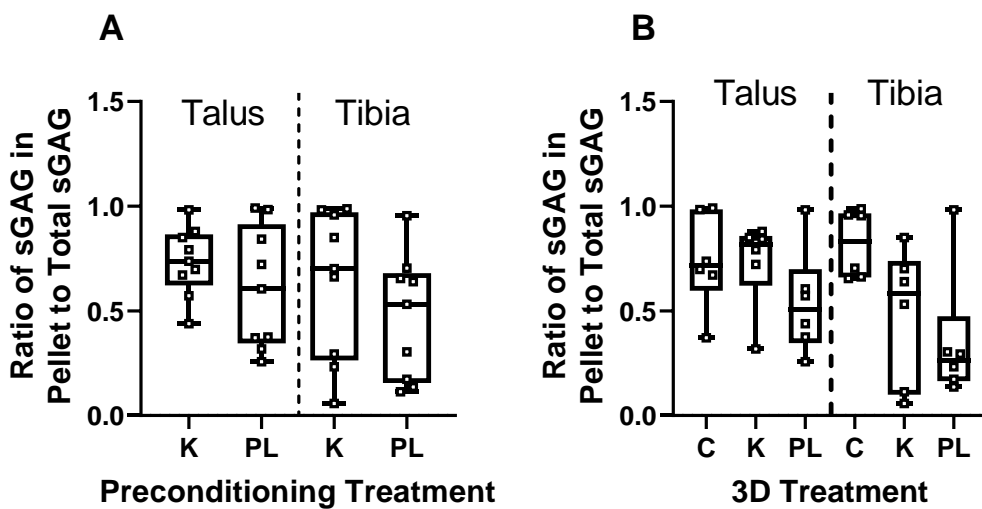 A
Ratio of sGAG in
Pellet to Total sGAG
1.5
1.0
0.5
0.0
Talus
Tibia
K PL K PL
Preconditioning Treatment
B
Ratio of sGAG in
Pellet to Total sGAG
1.5
1.0
0.5
0.0
Talus
Tibia
C K PL C K PL
3D Treatment